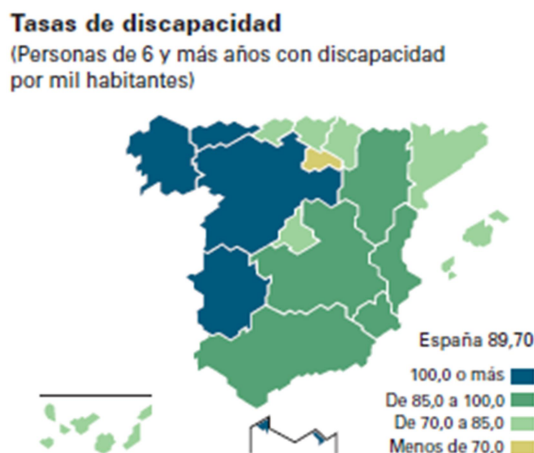 Tasas de discapacidad
(Personas de 6 y más años con discapacidad
por mil habitantes)
España 89,70
100,0 o más
De 85,0 a 100,0
De 70,0 a 85,0
Menos de 70,0